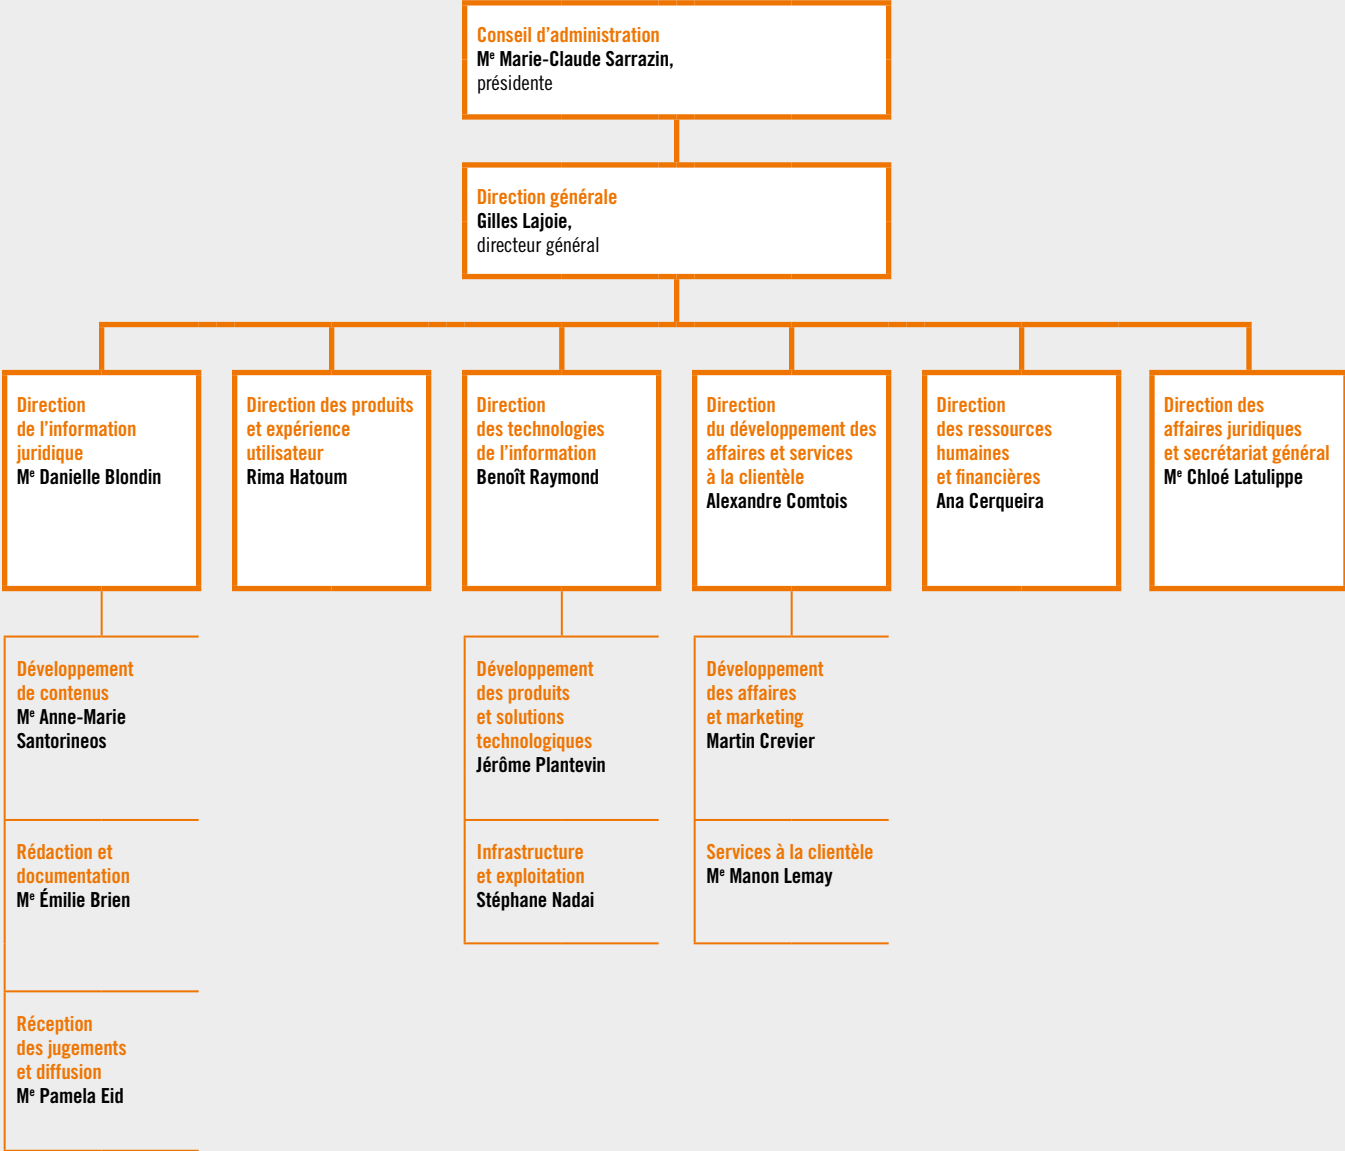 Conseil d’administration
Mᵉ Marie-Claude Sarrazin,
présidente
Direction générale
Gilles Lajoie,
directeur général
Direction
de l’information
juridique
Mᵉ Danielle Blondin
Direction des produits
et expérience
utilisateur
Rima Hatoum
Direction
des technologies
de l’information
Benoît Raymond
Direction
du développement des
affaires et services
à la clientèle
Alexandre Comtois
Direction
des ressources
humaines
et financières
Ana Cerqueira
Direction des
affaires juridiques
et secrétariat général
Mᵉ Chloé Latulippe
Développement
de contenus
Mᵉ Anne-Marie
Santorineos
Rédaction et
documentation
Mᵉ Émilie Brien
Réception
des jugements
et diffusion
Mᵉ Pamela Eid
Développement
des produits
et solutions
technologiques
Jérôme Plantevin
Infrastructure
et exploitation
Stéphane Nadai
Développement
des affaires
et marketing
Martin Crevier
Services à la clientèle
Mᵉ Manon Lemay